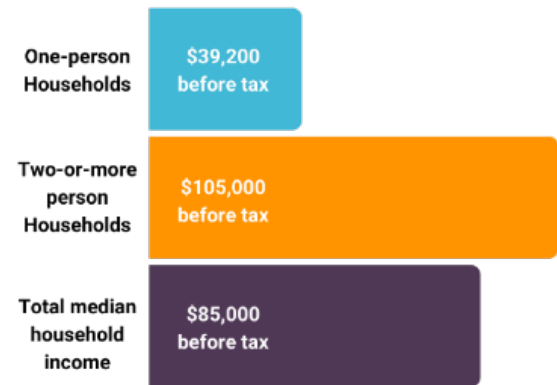 One-person
Households
$39,200
before tax
Two-or-more
person
Households
$105,000
before tax
Total median
household
income
$85,000
before tax